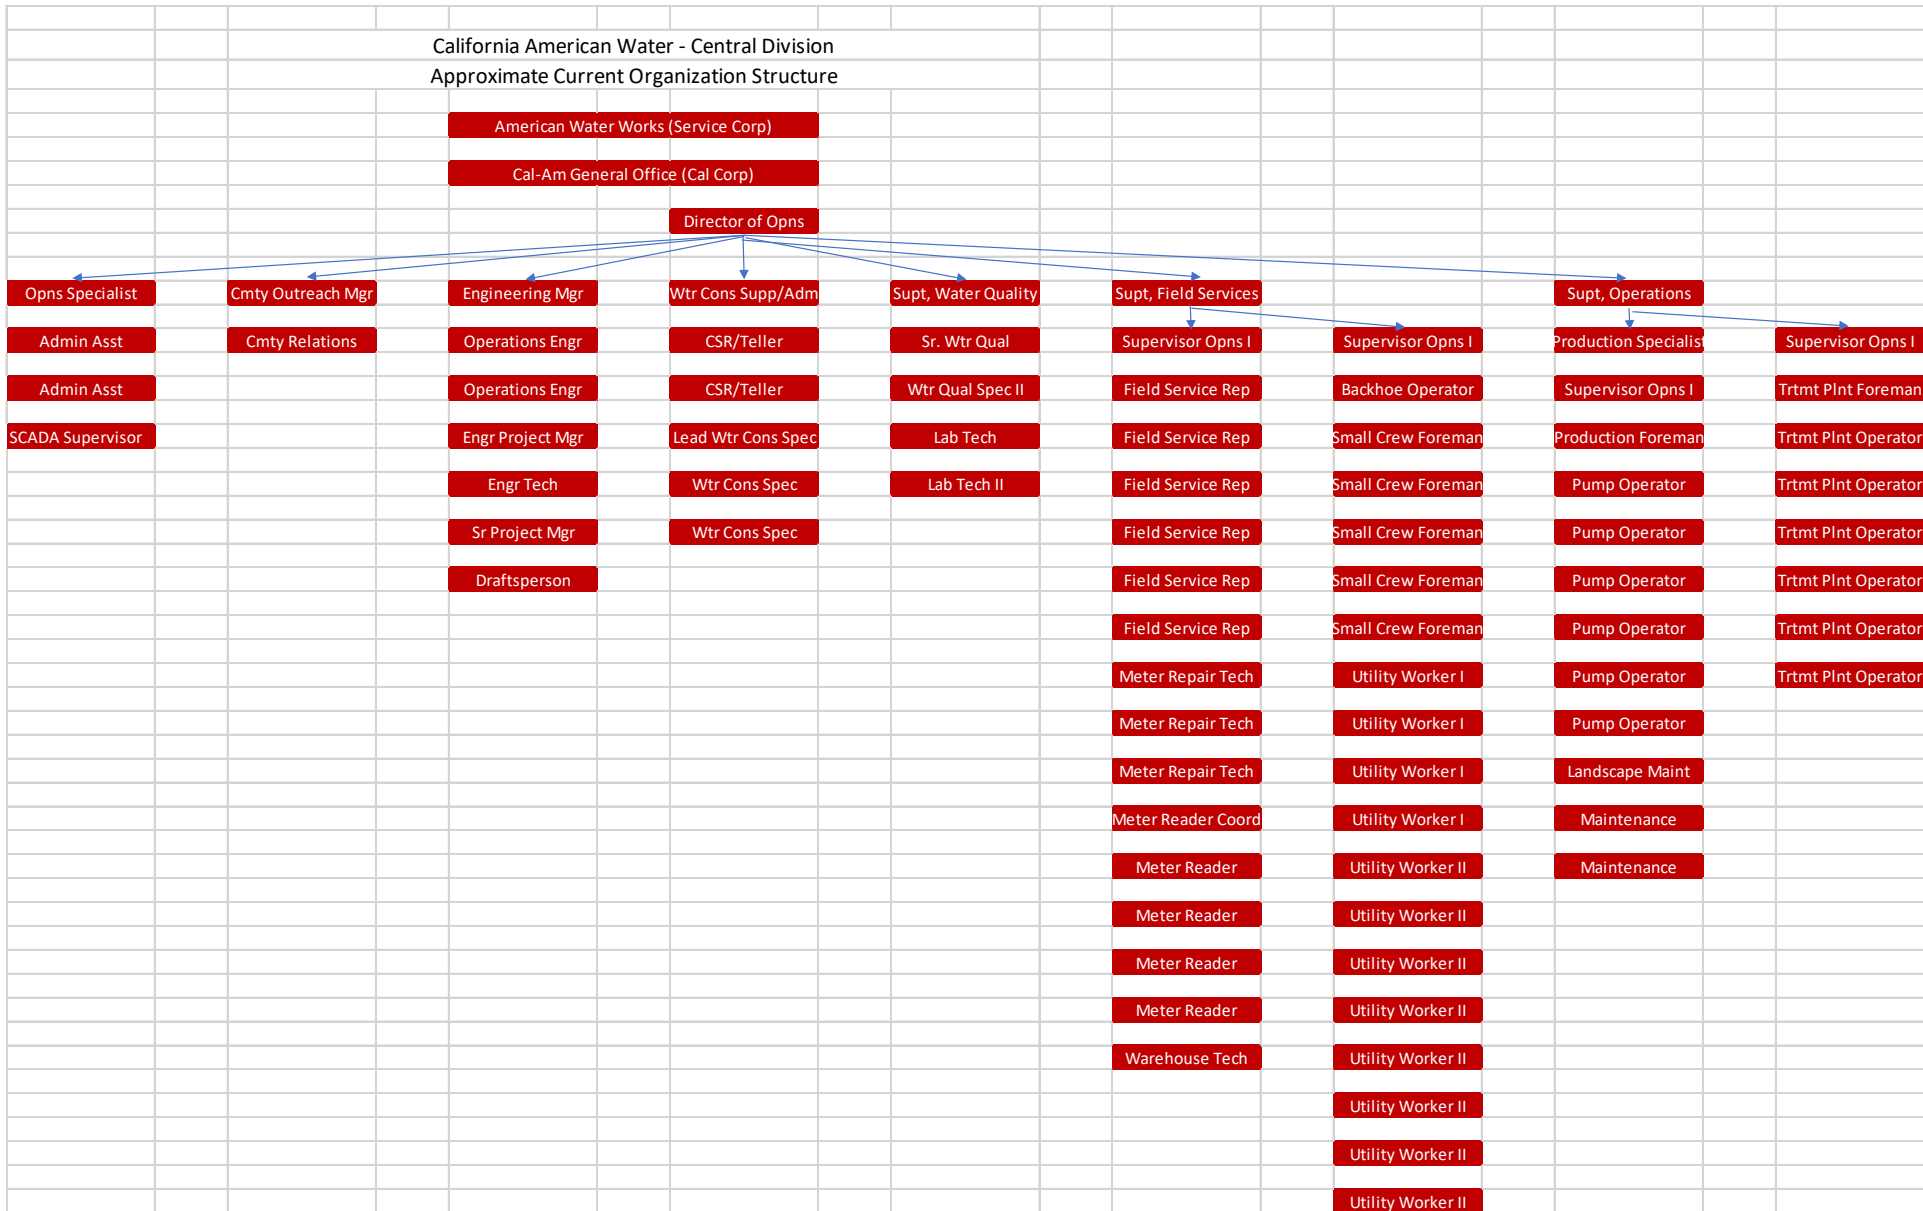 California American Water - Central Division
Approximate Current Organization Structure
American Water Works (Service Corp)
Cal-Am General Office (Cal Corp)
Director of Opns
Opns Specialist
Cmty Outreach Mgr
Engineering Mgr
Wtr Cons Supp/Adm
Supt, Water Quality
Supt, Field Services
Supt, Operations
Admin Asst
Cmty Relations
Operations Engr
CSR/Teller
Sr. Wtr Qual
Supervisor Opns I
Supervisor Opns I
Production Specialist
Supervisor Opns I
Admin Asst
Operations Engr
CSR/Teller
Wtr Qual Spec II
Field Service Rep
Backhoe Operator
Supervisor Opns I
Trtmt Plnt Foreman
SCADA Supervisor
Engr Project Mgr
Lead Wtr Cons Spec
Lab Tech
Field Service Rep
Small Crew Foreman
Production Foreman
Trtmt Plnt Operator
Engr Tech
Wtr Cons Spec
Lab Tech II
Field Service Rep
Small Crew Foreman
Pump Operator
Trtmt Plnt Operator
Sr Project Mgr
Wtr Cons Spec
Field Service Rep
Small Crew Foreman
Pump Operator
Trtmt Plnt Operator
Draftsperson
Field Service Rep
Small Crew Foreman
Pump Operator
Trtmt Plnt Operator
Field Service Rep
Small Crew Foreman
Pump Operator
Trtmt Plnt Operator
Meter Repair Tech
Utility Worker I
Pump Operator
Trtmt Plnt Operator
Meter Repair Tech
Utility Worker I
Pump Operator
Meter Repair Tech
Utility Worker I
Landscape Maint
Meter Reader Coord
Utility Worker I
Maintenance
Meter Reader
Utility Worker II
Maintenance
Meter Reader
Utility Worker II
Meter Reader
Utility Worker II
Meter Reader
Utility Worker II
Warehouse Tech
Utility Worker II
Utility Worker II
Utility Worker II
Utility Worker II